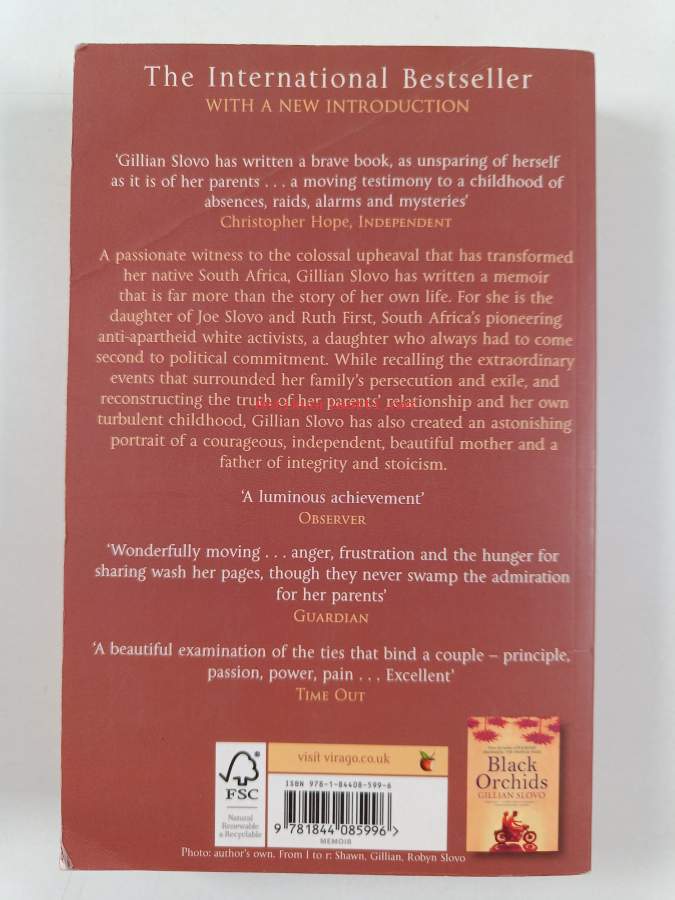 The International Bestseller
WITH A NEW INTRODUCTION
‘Gillian Slovo has written a brave book, as unsparing of herself
as it is of her parents . . . a moving testimony to a childhood of
absences, raids, alarms and mysteries’
Christopher Hope, INDEPENDENT
A passionate witness to the colossal upheaval that has transformed
her native South Africa, Gillian Slovo has written a memoir
that is far more than the story of her own life. For she is the
daughter of Joe Slovo and Ruth First, South Africa’s pioneering
anti-apartheid white activists, a daughter who always had to come
second to political commitment. While recalling the extraordinary
events that surrounded her family’s persecution and exile, and
reconstructing the truth of her parents’ relationship and her own
turbulent childhood, Gillian Slovo has also created an astonishing
portrait of a courageous, independent, beautiful mother and a
father of integrity and stoicism.
‘A luminous achievement’
OBSERVER
‘Wonderfully moving . . . anger, frustration and the hunger for
sharing wash her pages, though they never swamp the admiration
for her parents’
GUARDIAN
‘A beautiful examination of the ties that bind a couple – principle,
passion, power, pain . . . Excellent’
TIME OUT
FSC
Natural
Renewable
& Recyclable
visit virago.co.uk
ISBN 978-1-84408-599-6
9 781844 085996 >
MEMOIR
Black
Orchids
GILLIAN SLOVO
Photo: author’s own. From l to r: Shawn, Gillian, Robyn Slovo